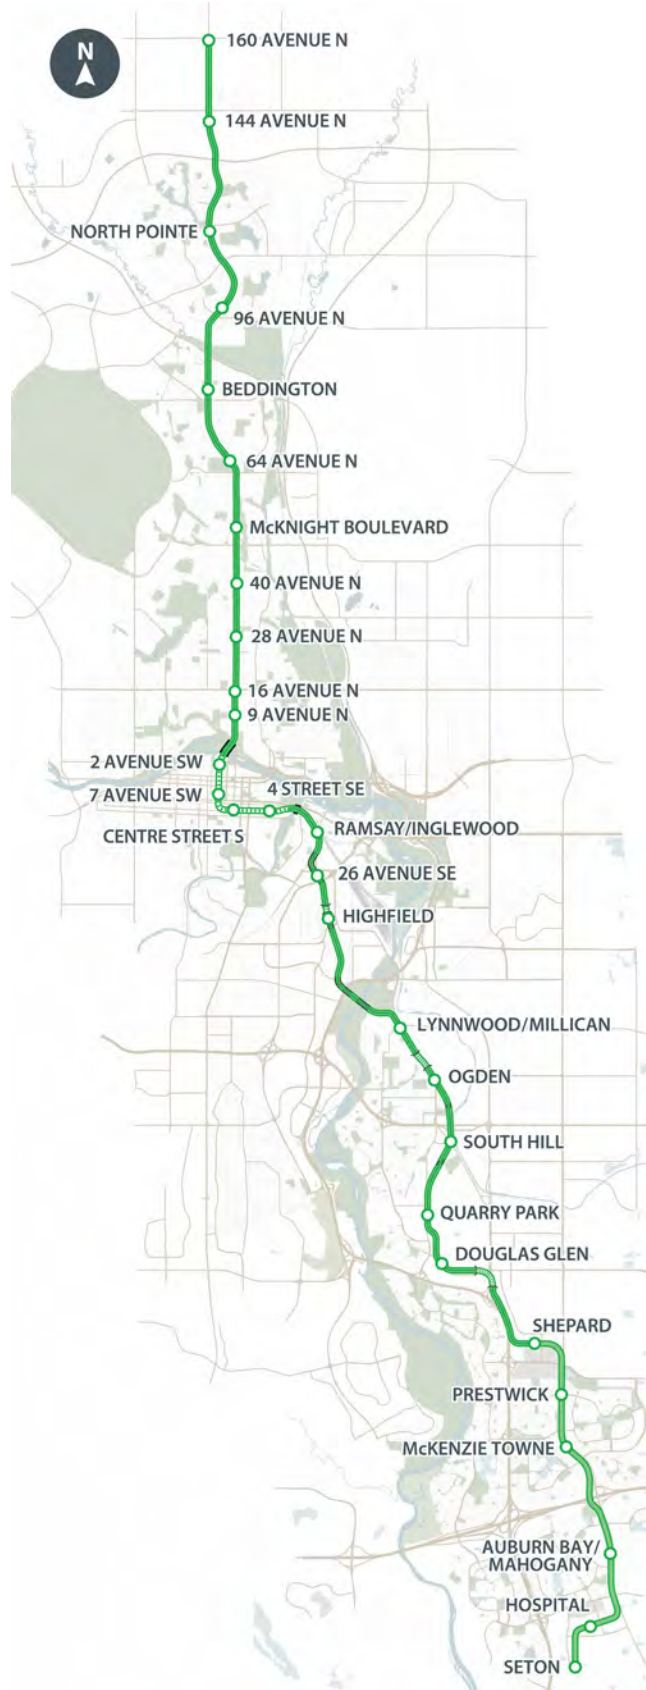 N
160 AVENUE N
144 AVENUE N
NORTH POINTE
96 AVENUE N
BEDDINGTON
64 AVENUE N
McKNIGHT BOULEVARD
40 AVENUE N
28 AVENUE N
16 AVENUE N
9 AVENUE N
2 AVENUE SW
7 AVENUE SW
4 STREET SE
CENTRE STREET S
RAMSAY/INGLEWOOD
26 AVENUE SE
HIGHFIELD
LYNNWOOD/MILLICAN
OGDEN
SOUTH HILL
QUARRY PARK
DOUGLAS GLEN
SHEPARD
PRESTWICK
McKENZIE TOWNE
AUBURN BAY/
MAHOGANY
HOSPITAL
SETON